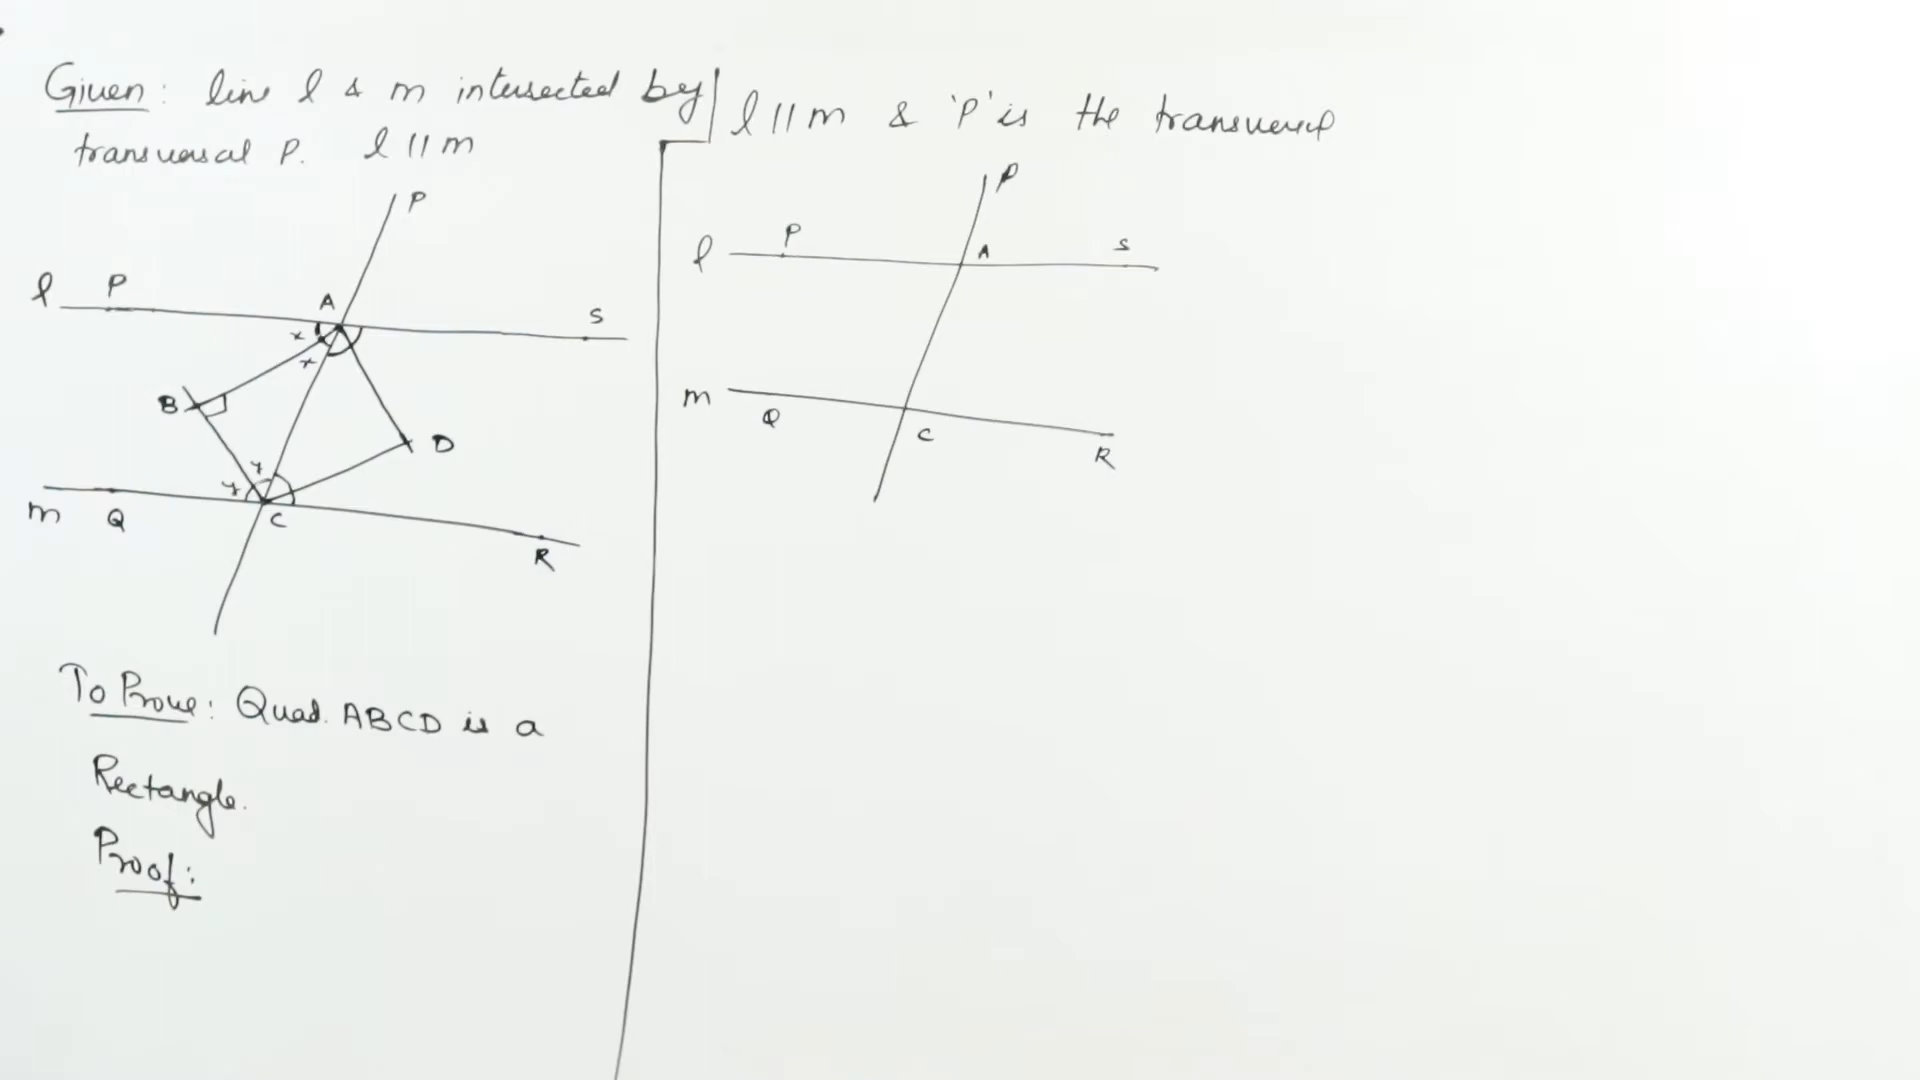 Given: line l & m intersected by
transversal P. l || m
P
l P A S
x
x
B
D
y
y
m Q C
R
To Prove: Quad. ABCD is a
Rectangle.
Proof:
l || m & 'P' is the transversal
P
l P A S
m Q C R